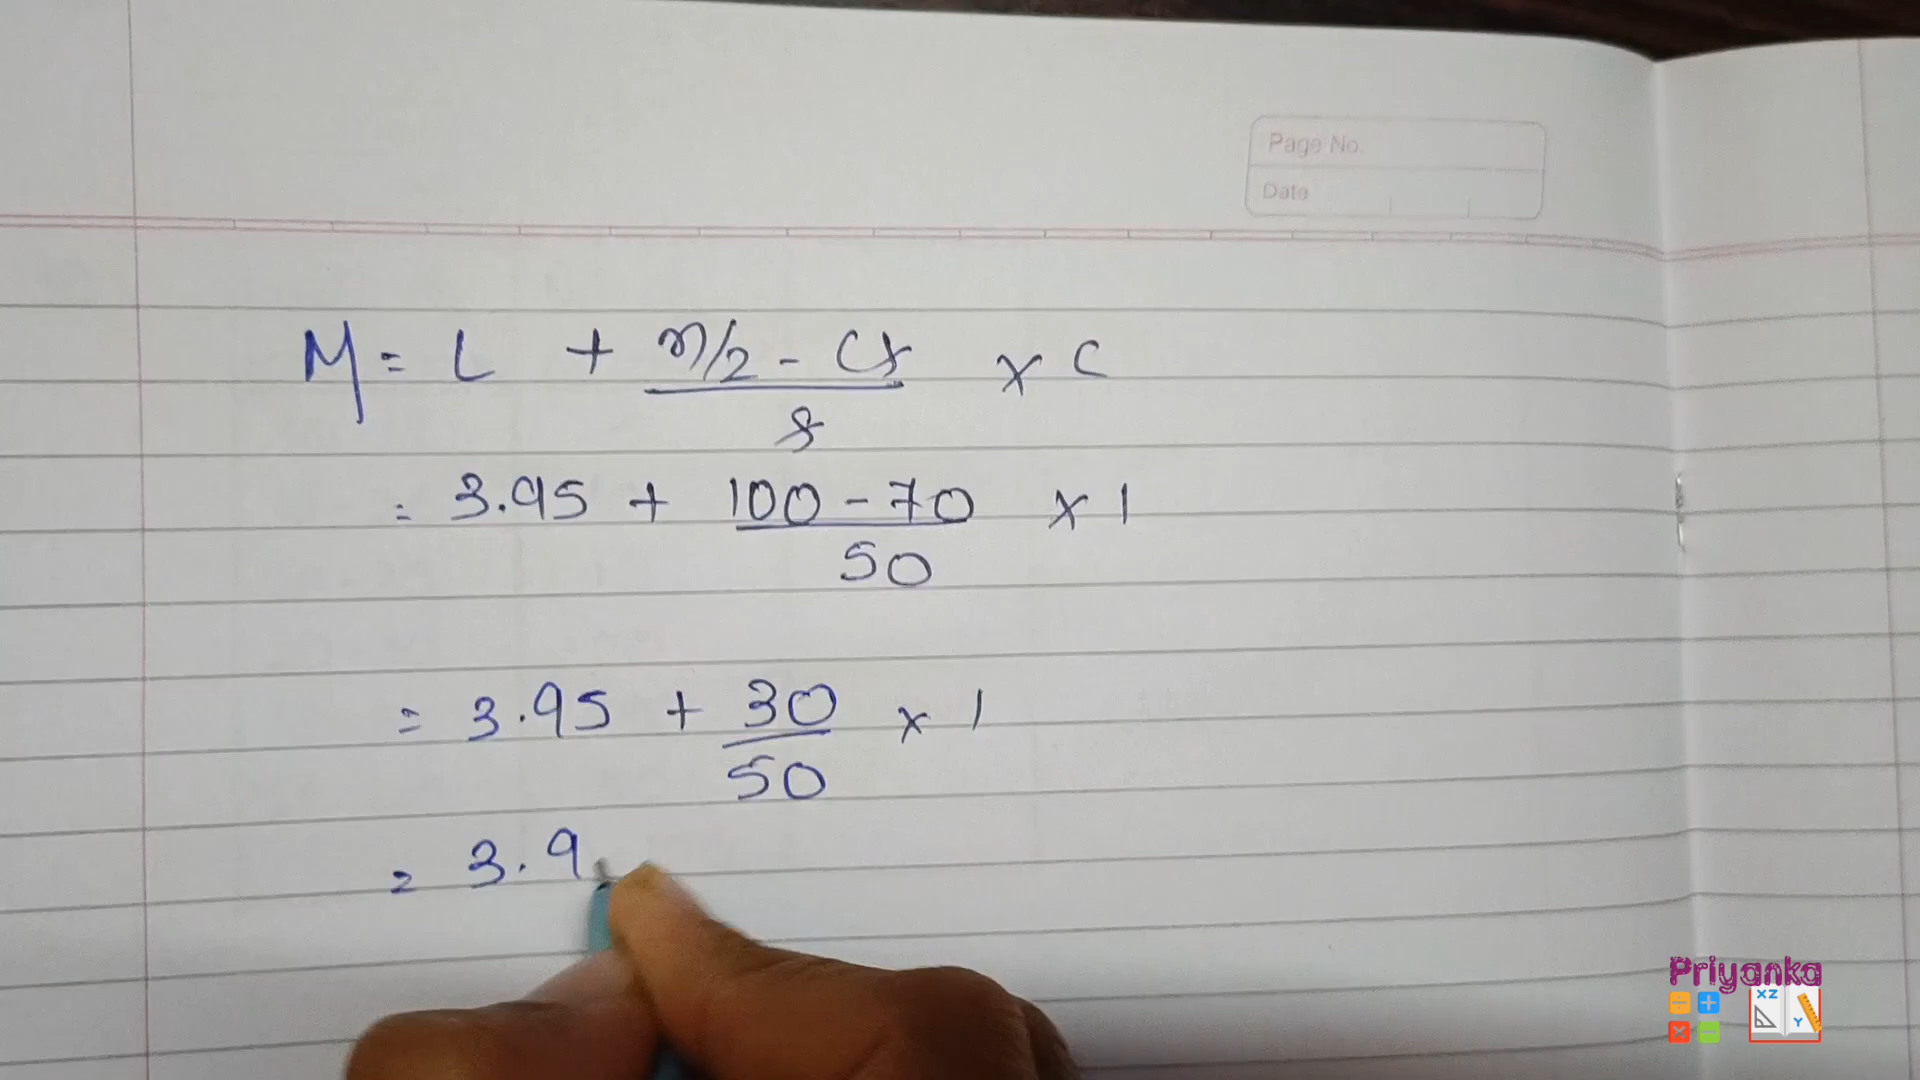 Page No.
Date
M = L + n/2 - Cf × C
f
= 3.95 + 100 - 70 × 1
50
= 3.95 + 30 × 1
50
= 3.9
Priyanka
XZ
Y